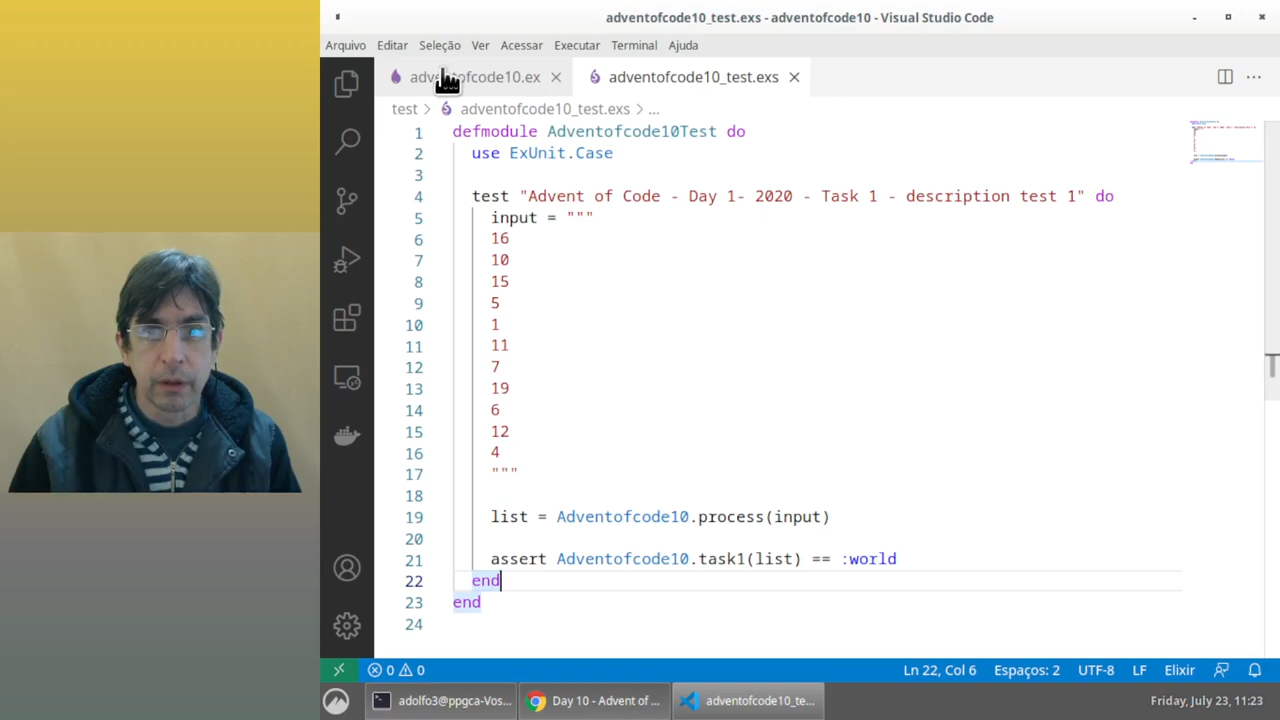 adventofcode10_test.exs - adventofcode10 - Visual Studio Code
Arquivo Editar Seleção Ver Acessar Executar Terminal Ajuda
adventofcode10.ex adventofcode10_test.exs
test > adventofcode10_test.exs > ...
1 defmodule Adventofcode10Test do
2 use ExUnit.Case
3
4 test "Advent of Code - Day 1- 2020 - Task 1 - description test 1" do
5 input = """
6 16
7 10
8 15
9 5
10 1
11 11
12 7
13 19
14 6
15 12
16 4
17 """
18
19 list = Adventofcode10.process(input)
20
21 assert Adventofcode10.task1(list) == :world
22 end
23 end
24
0 0 Ln 22, Col 6 Espaços: 2 UTF-8 LF Elixir
adolfo3@ppgca-Vos... Day 10 - Advent of ... adventofcode10_te... Friday, July 23, 11:23